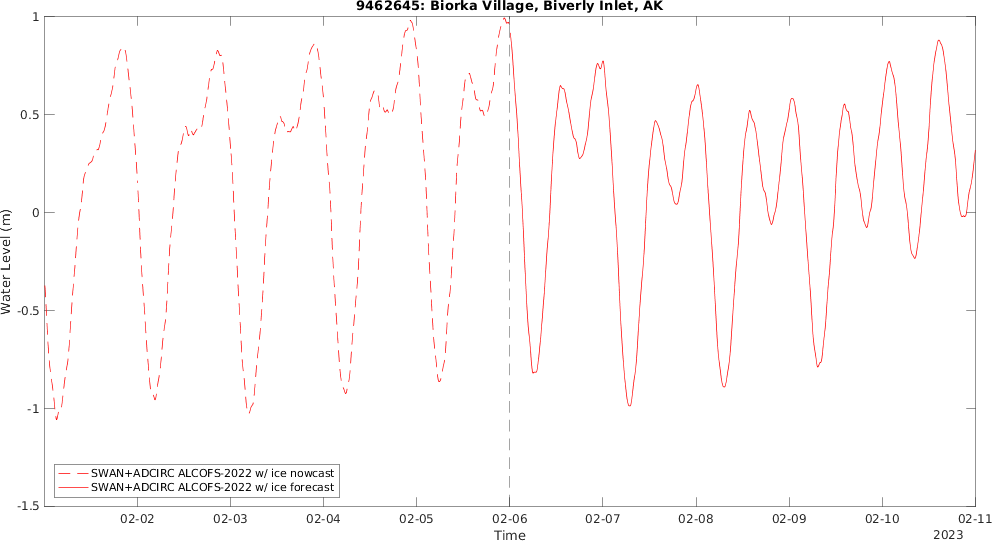 9462645: Biorka Village, Biverly Inlet, AK
Water Level (m)
1
0.5
0
-0.5
-1
-1.5
SWAN+ADCIRC ALCOFS-2022 w/ ice nowcast
SWAN+ADCIRC ALCOFS-2022 w/ ice forecast
02-02 02-03 02-04 02-05 02-06 02-07 02-08 02-09 02-10 02-11
Time
2023